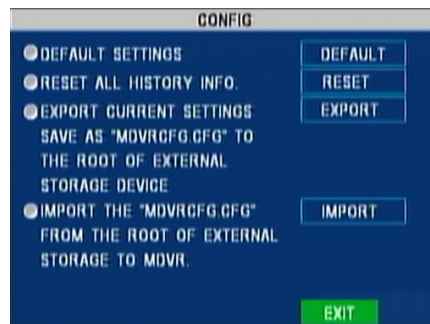 CONFIG
DEFAULT SETTINGS DEFAULT
RESET ALL HISTORY INFO. RESET
EXPORT CURRENT SETTINGS EXPORT
SAVE AS "MDVRCFG.CFG" TO
THE ROOT OF EXTERNAL
STORAGE DEVICE
IMPORT THE "MDVRCFG.CFG" IMPORT
FROM THE ROOT OF EXTERNAL
STORAGE TO MDVR.
EXIT